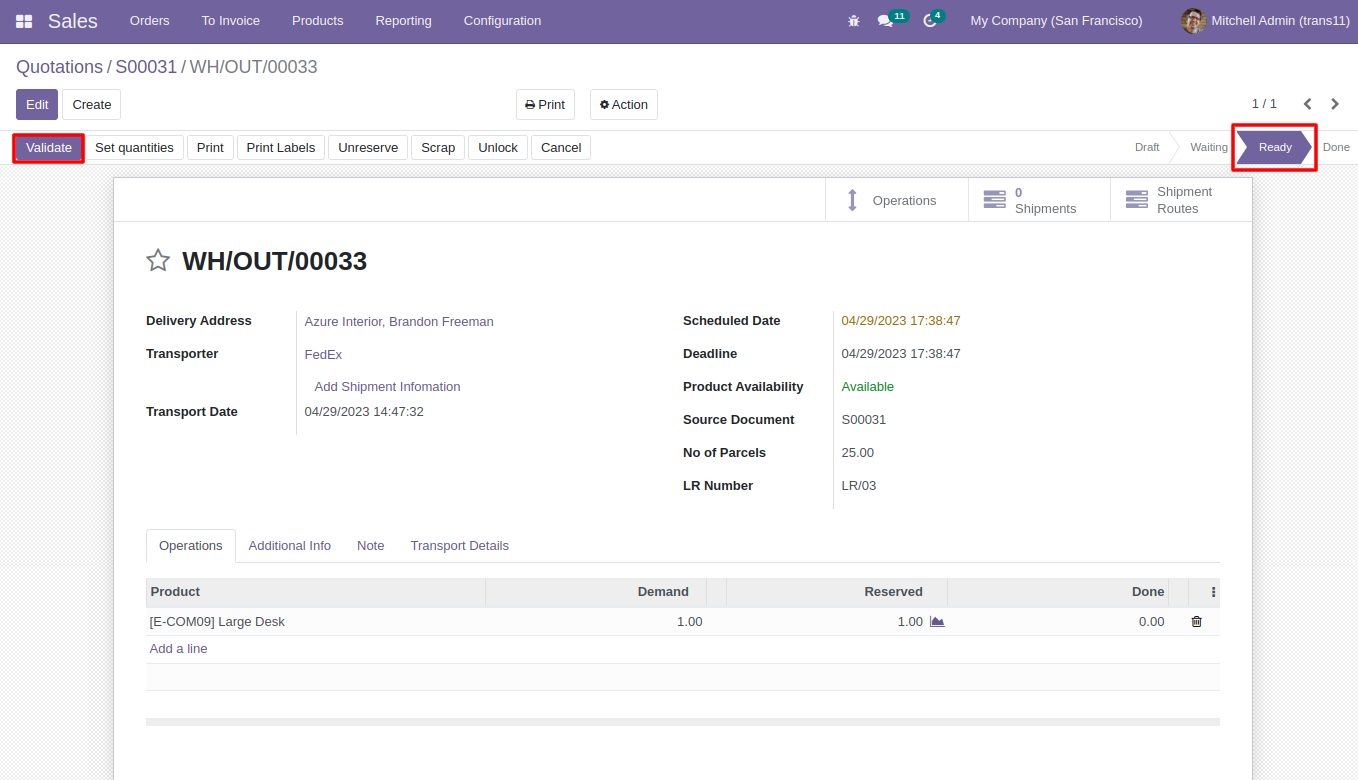 Sales Orders To Invoice Products Reporting Configuration 11 4 My Company (San Francisco) Mitchell Admin (trans11)
Quotations / S00031 / WH/OUT/00033
Edit Create Print Action 1 / 1
Validate Set quantities Print Print Labels Unreserve Scrap Unlock Cancel Draft Waiting Ready Done
Operations
0
Shipments
Shipment
Routes
WH/OUT/00033
Delivery Address Azure Interior, Brandon Freeman Scheduled Date 04/29/2023 17:38:47
Transporter FedEx Deadline 04/29/2023 17:38:47
Add Shipment Infomation Product Availability Available
Transport Date 04/29/2023 14:47:32 Source Document S00031
No of Parcels 25.00
LR Number LR/03
Operations Additional Info Note Transport Details
Product Demand Reserved Done
[E-COM09] Large Desk 1.00 1.00 0.00
Add a line